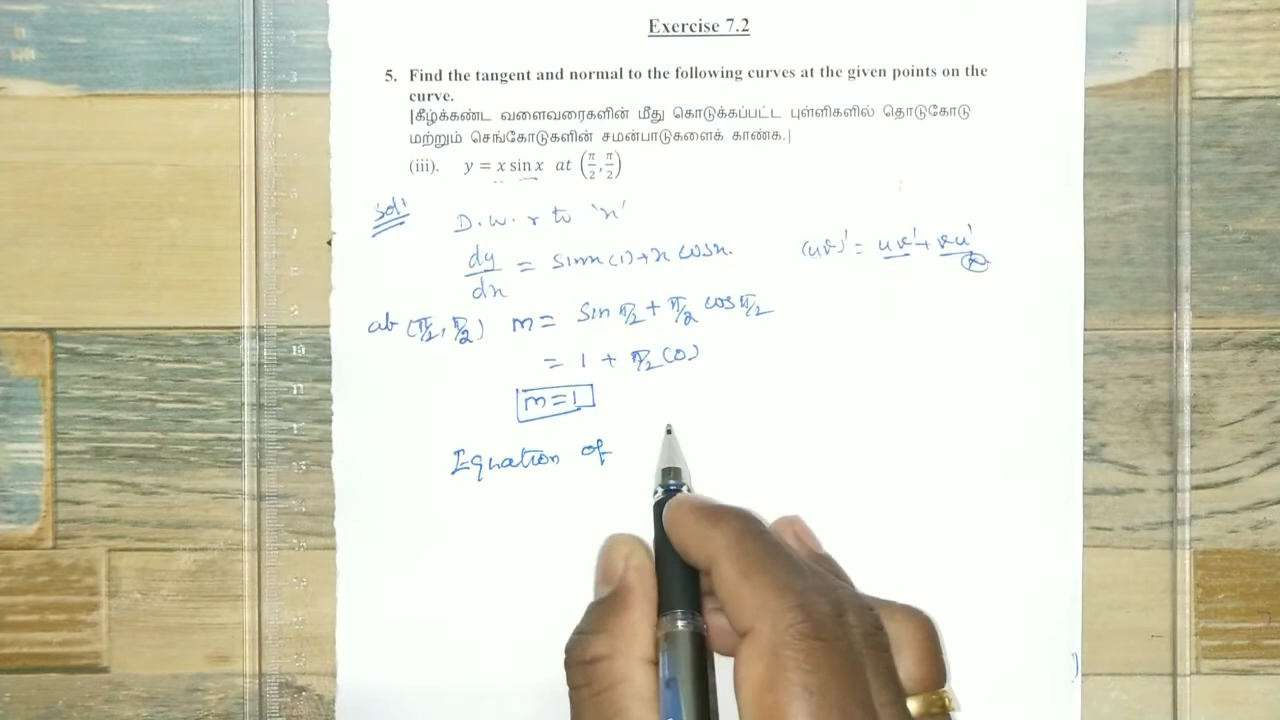 Exercise 7.2
5. Find the tangent and normal to the following curves at the given points on the
curve.
[கீழ்க்கண்ட வளைவரைகளின் மீது கொடுக்கப்பட்ட புள்ளிகளில் தொடுகோடு
மற்றும் செங்கோடுகளின் சமன்பாடுகளைக் காண்க.]
(iii). y = x sin x at (π/2, π/2)
Sol:
D.w.r to 'x'
dy/dx = sinx(1)+x cosx.
(uv)' = uv'+vu'
at (π/2, π/2) m = sin π/2 + π/2 cos π/2
= 1 + π/2 (0)
m=1
Equation of